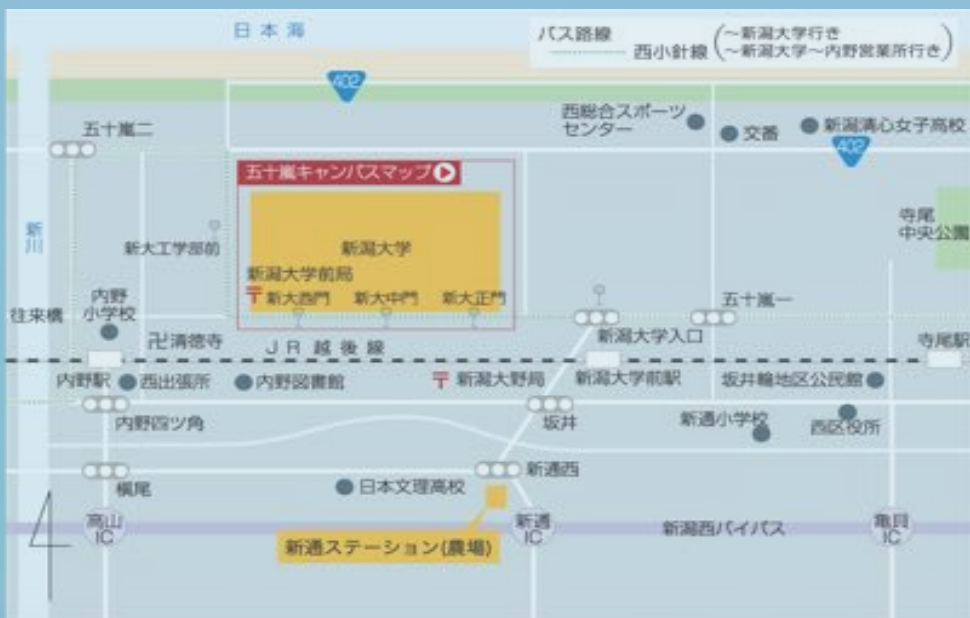 日本海
バス路線
西小針線
(~新潟大学行き
~新潟大学~内野営業所行き)
402
五十嵐二
西総合スポーツ
センター
交番
新潟清心女子高校
402
五十嵐キャンパスマップ
新川
新大工学部前
新潟大学
寺尾
中央公園
新潟大学前局
〒新大西門
新大中門
新大正門
内野
小学校
五十嵐一
往来橋
卍清徳寺
新潟大学入口
JR越後線
寺尾駅
内野駅
西出張所
内野図書館
〒新潟大野局
新潟大学前駅
坂井輪地区公民館
内野四ツ角
坂井
新通小学校
西区役所
槇尾
日本文理高校
新通西
高山
IC
新通
IC
新潟西バイパス
亀貝
IC
新通ステーション(農場)